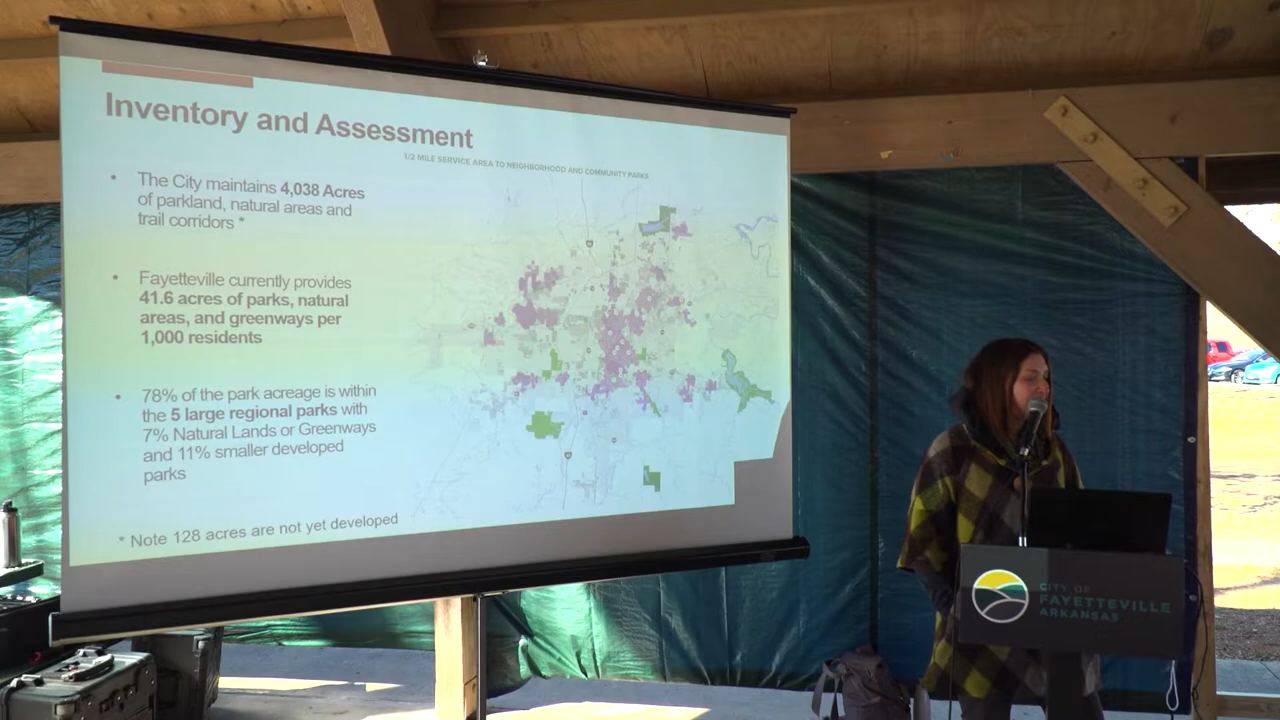 Inventory and Assessment
1/2 MILE SERVICE AREA TO NEIGHBORHOOD AND COMMUNITY PARKS
• The City maintains 4,038 Acres
of parkland, natural areas and
trail corridors *
• Fayetteville currently provides
41.6 acres of parks, natural
areas, and greenways per
1,000 residents
• 78% of the park acreage is within
the 5 large regional parks with
7% Natural Lands or Greenways
and 11% smaller developed
parks
* Note 128 acres are not yet developed
CITY OF
FAYETTEVILLE
ARKANSAS